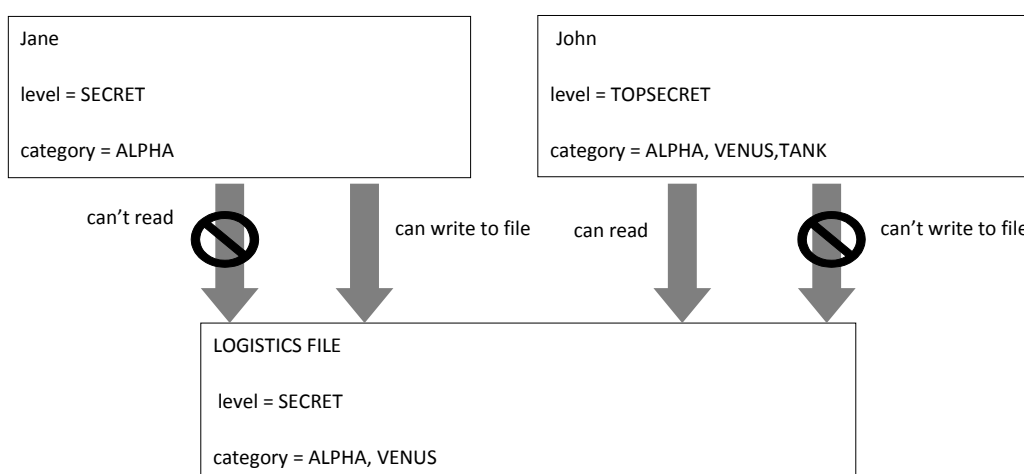 Jane
level = SECRET
category = ALPHA
John
level = TOPSECRET
category = ALPHA, VENUS,TANK
can't read
can write to file
can read
can't write to file
LOGISTICS FILE
level = SECRET
category = ALPHA, VENUS